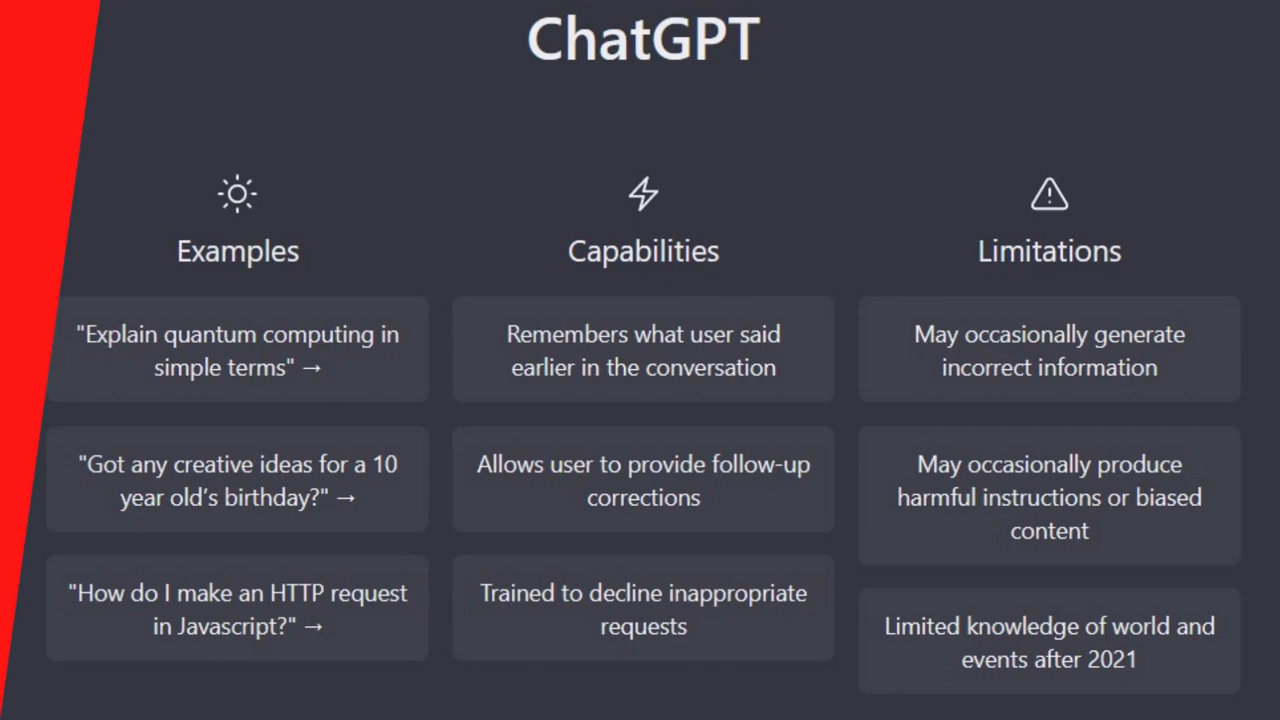 ChatGPT
Examples
"Explain quantum computing in
simple terms" →
"Got any creative ideas for a 10
year old's birthday?" →
"How do I make an HTTP request
in Javascript?" →
Capabilities
Remembers what user said
earlier in the conversation
Allows user to provide follow-up
corrections
Trained to decline inappropriate
requests
Limitations
May occasionally generate
incorrect information
May occasionally produce
harmful instructions or biased
content
Limited knowledge of world and
events after 2021